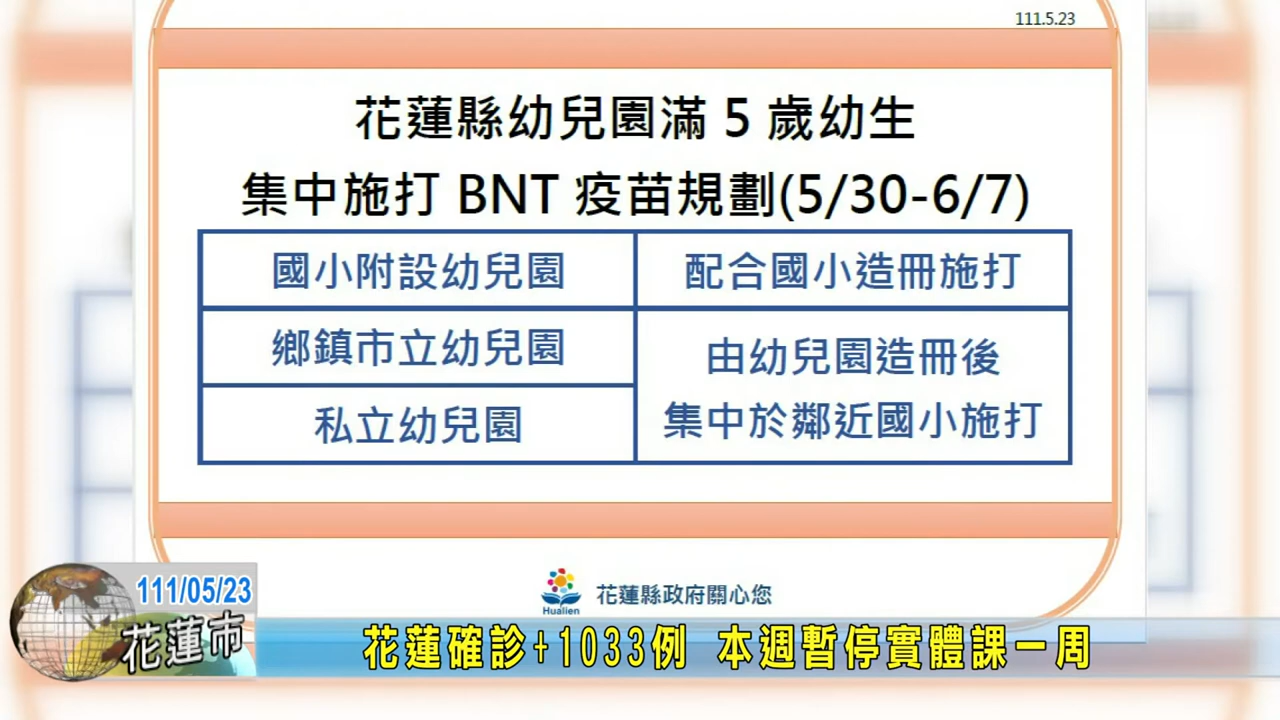 111.5.23
花蓮縣幼兒園滿 5 歲幼生
集中施打 BNT 疫苗規劃(5/30-6/7)
國小附設幼兒園
配合國小造冊施打
鄉鎮市立幼兒園
私立幼兒園
由幼兒園造冊後
集中於鄰近國小施打
Hualien
花蓮縣政府關心您
111/05/23
花蓮市
花蓮確診+1033例 本週暫停實體課一周